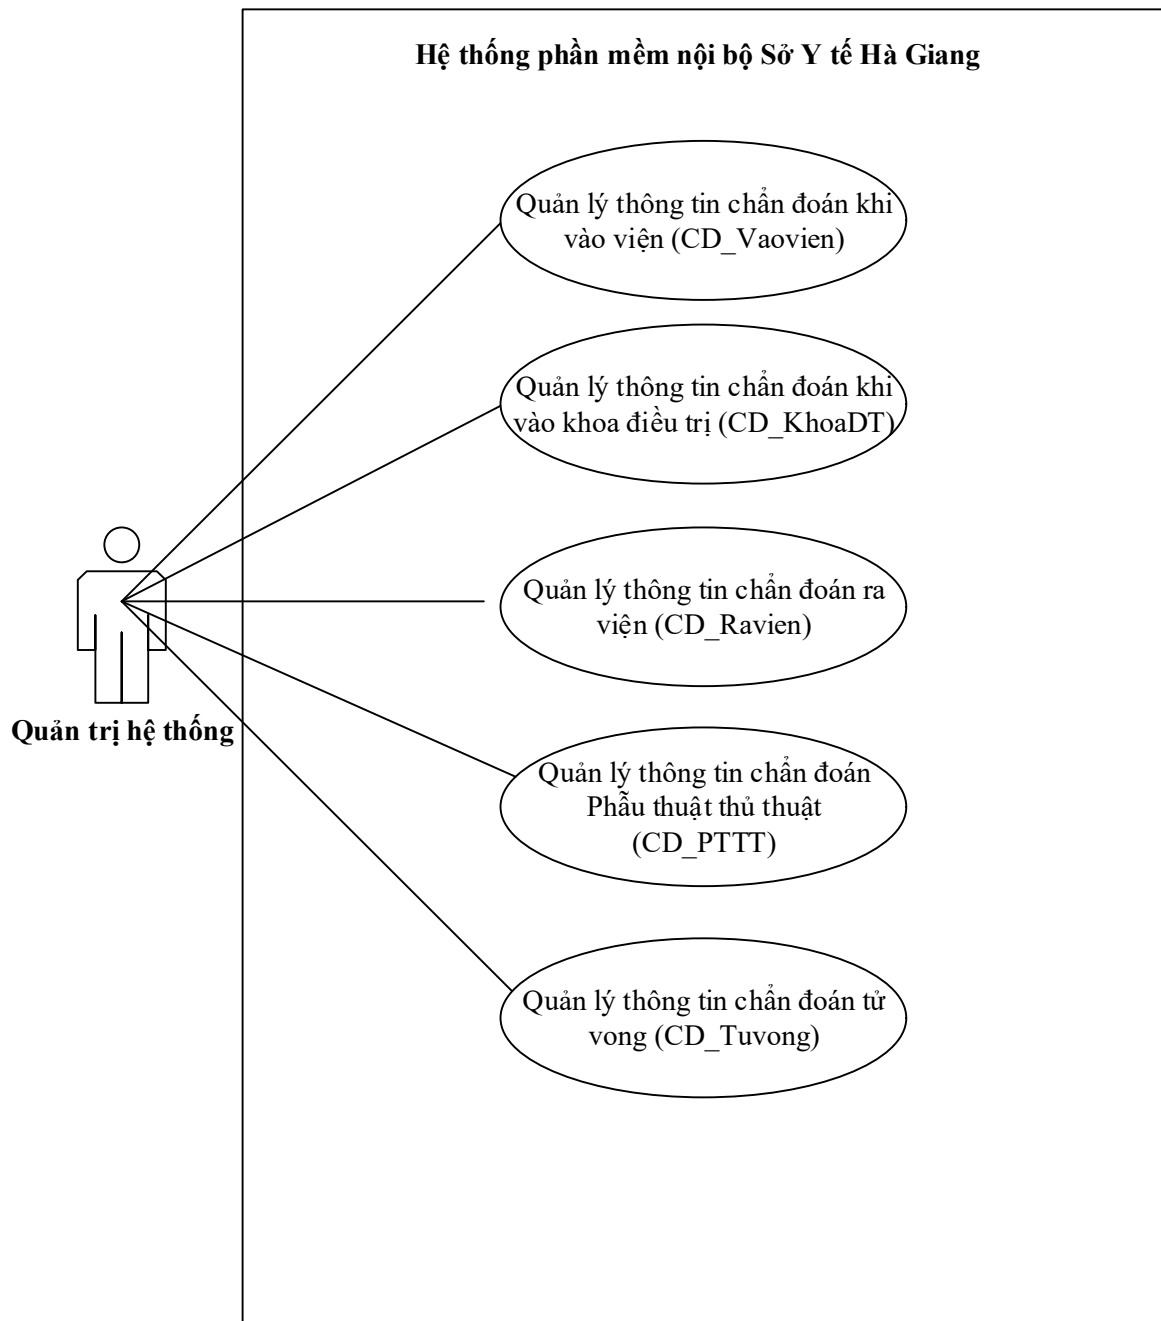 Hệ thống phần mềm nội bộ Sở Y tế Hà Giang
Quản lý thông tin chẩn đoán khi
vào viện (CD_Vaovien)
Quản lý thông tin chẩn đoán khi
vào khoa điều trị (CD_KhoaDT)
Quản lý thông tin chẩn đoán ra
viện (CD_Ravien)
Quản trị hệ thống
Quản lý thông tin chẩn đoán
Phẫu thuật thủ thuật
(CD_PTTT)
Quản lý thông tin chẩn đoán tử
vong (CD_Tuvong)